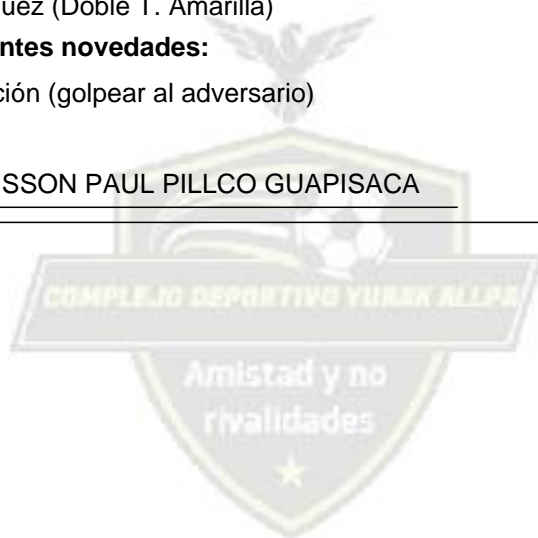 uez (Doble T. Amarilla)
ntes novedades:
ción (golpear al adversario)
SSON PAUL PILLCO GUAPISACA
COMPLEJO DEPORTIVO YURAK ALLPA
Amistad y no
rivalidades